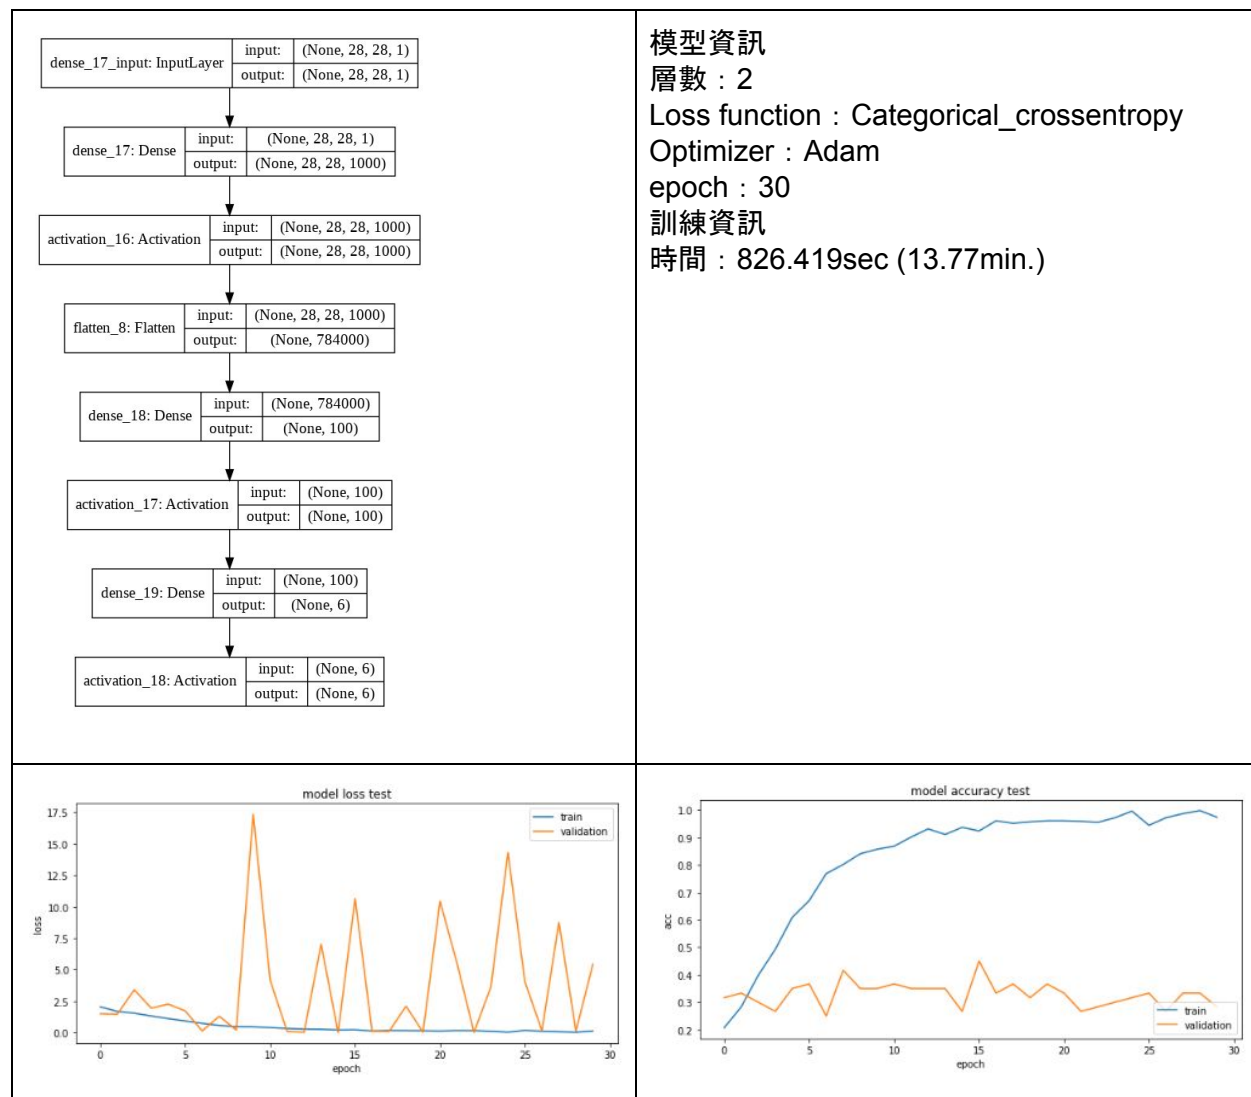 dense_17_input: InputLayer
input: (None, 28, 28, 1)
output: (None, 28, 28, 1)
dense_17: Dense
input: (None, 28, 28, 1)
output: (None, 28, 28, 1000)
activation_16: Activation
input: (None, 28, 28, 1000)
output: (None, 28, 28, 1000)
flatten_8: Flatten
input: (None, 28, 28, 1000)
output: (None, 784000)
dense_18: Dense
input: (None, 784000)
output: (None, 100)
activation_17: Activation
input: (None, 100)
output: (None, 100)
dense_19: Dense
input: (None, 100)
output: (None, 6)
activation_18: Activation
input: (None, 6)
output: (None, 6)
模型資訊
層數：2
Loss function：Categorical_crossentropy
Optimizer：Adam
epoch：30
訓練資訊
時間：826.419sec (13.77min.)
model loss test
train
validation
17.5
15.0
12.5
10.0
7.5
5.0
2.5
0.0
loss
0 5 10 15 20 25 30
epoch
model accuracy test
1.0
0.9
0.8
0.7
0.6
0.5
0.4
0.3
0.2
acc
train
validation
0 5 10 15 20 25 30
epoch